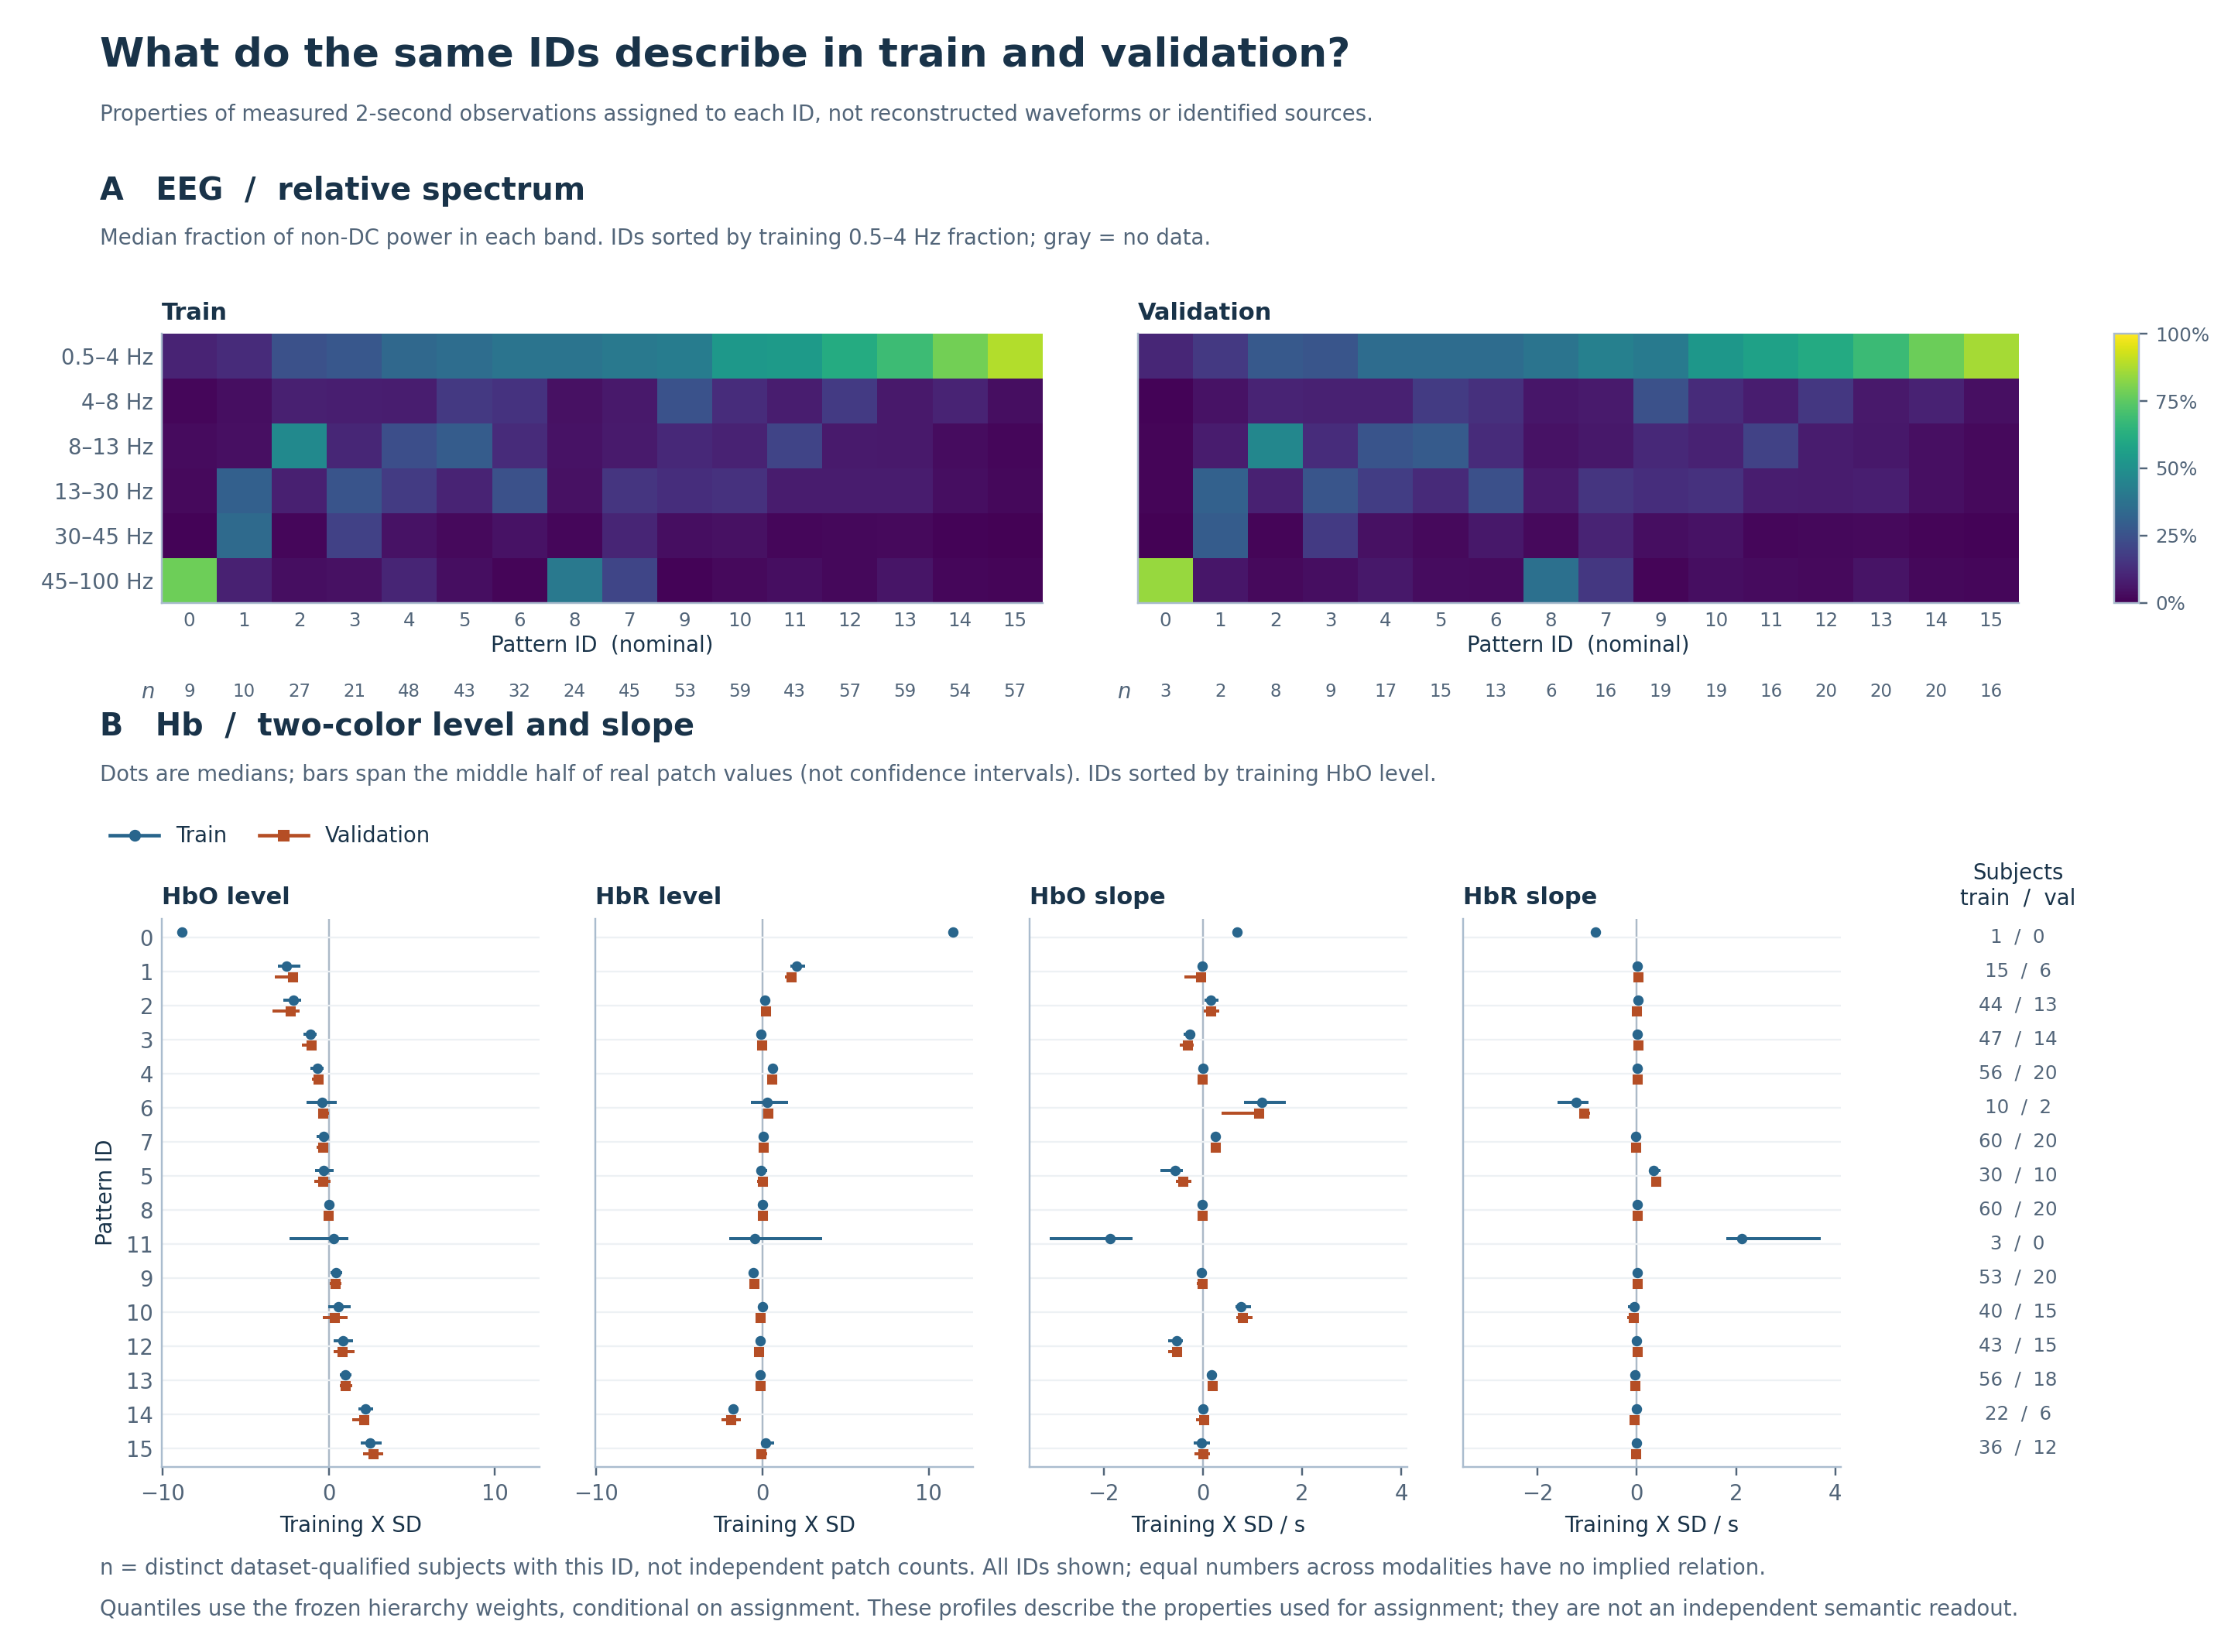 What do the same IDs describe in train and validation?
Properties of measured 2-second observations assigned to each ID, not reconstructed waveforms or identified sources.
A EEG / relative spectrum
Median fraction of non-DC power in each band. IDs sorted by training 0.5–4 Hz fraction; gray = no data.
Train
Validation
0.5–4 Hz
4–8 Hz
8–13 Hz
13–30 Hz
30–45 Hz
45–100 Hz
100%
75%
50%
25%
0%
0 1 2 3 4 5 6 8 7 9 10 11 12 13 14 15
Pattern ID (nominal)
n 9 10 27 21 48 43 32 24 45 53 59 43 57 59 54 57
0 1 2 3 4 5 6 8 7 9 10 11 12 13 14 15
Pattern ID (nominal)
n 3 2 8 9 17 15 13 6 16 19 19 16 20 20 20 16
B Hb / two-color level and slope
Dots are medians; bars span the middle half of real patch values (not confidence intervals). IDs sorted by training HbO level.
Train
Validation
HbO level
HbR level
HbO slope
HbR slope
Subjects
train / val
Pattern ID
0
1
2
3
4
6
7
5
8
11
9
10
12
13
14
15
1 / 0
15 / 6
44 / 13
47 / 14
56 / 20
10 / 2
60 / 20
30 / 10
60 / 20
3 / 0
53 / 20
40 / 15
43 / 15
56 / 18
22 / 6
36 / 12
−10 0 10
Training X SD
−10 0 10
Training X SD
−2 0 2 4
Training X SD / s
−2 0 2 4
Training X SD / s
n = distinct dataset-qualified subjects with this ID, not independent patch counts. All IDs shown; equal numbers across modalities have no implied relation.
Quantiles use the frozen hierarchy weights, conditional on assignment. These profiles describe the properties used for assignment; they are not an independent semantic readout.